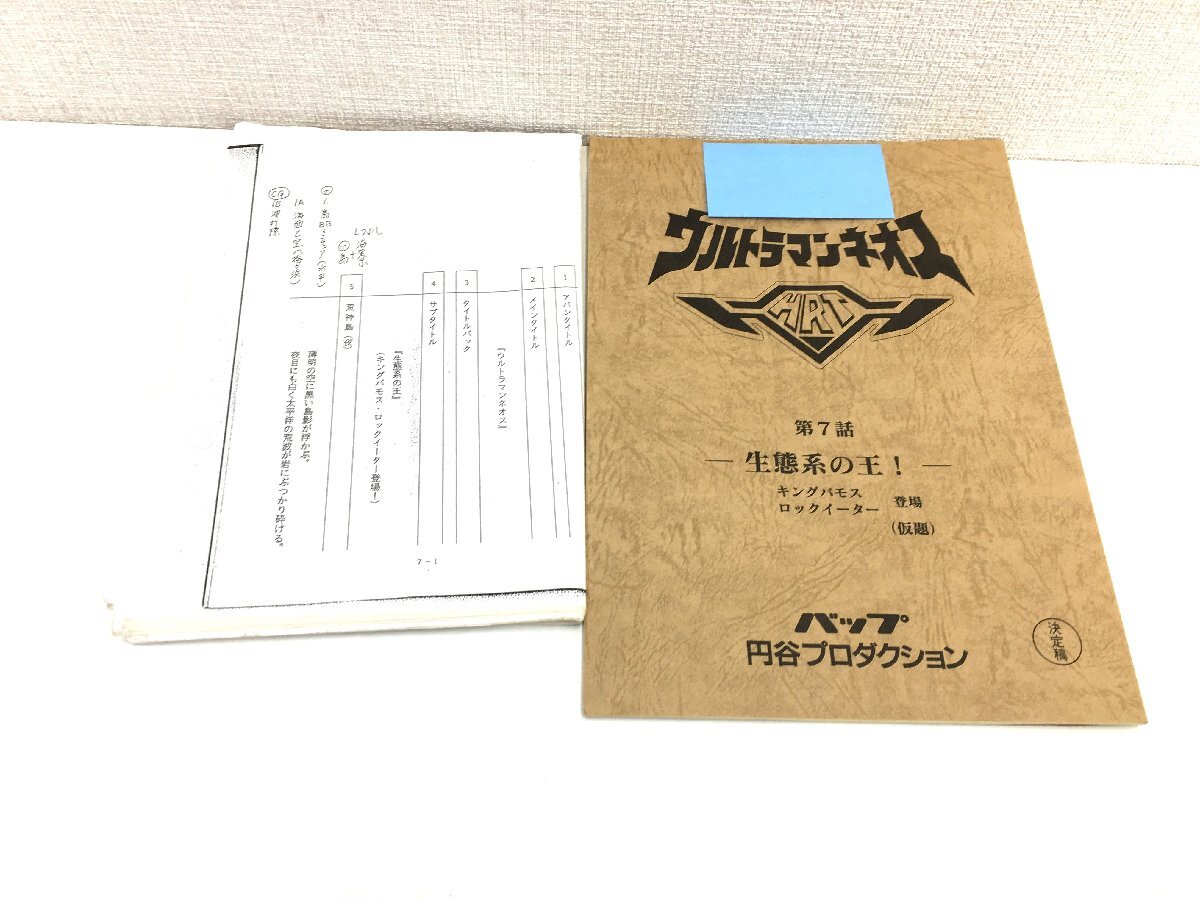 ウルトラマンネオス
HRT
第7話
― 生態系の王！ ―
キングバモス
ロックイーター
登場
(仮題)
バップ
円谷プロダクション
決定稿
1 アバンタイトル
2 メインタイトル
『ウルトラマンネオス』
3 タイトルバック
4 サブタイトル
『生態系の王』
(キングバモス・ロックイーター登場！)
5 荒神島(夜)
薄明の空に黒い島影が浮かぶ。
夜目にも白く太平洋の荒波が岩にぶつかり砕ける。
7-1